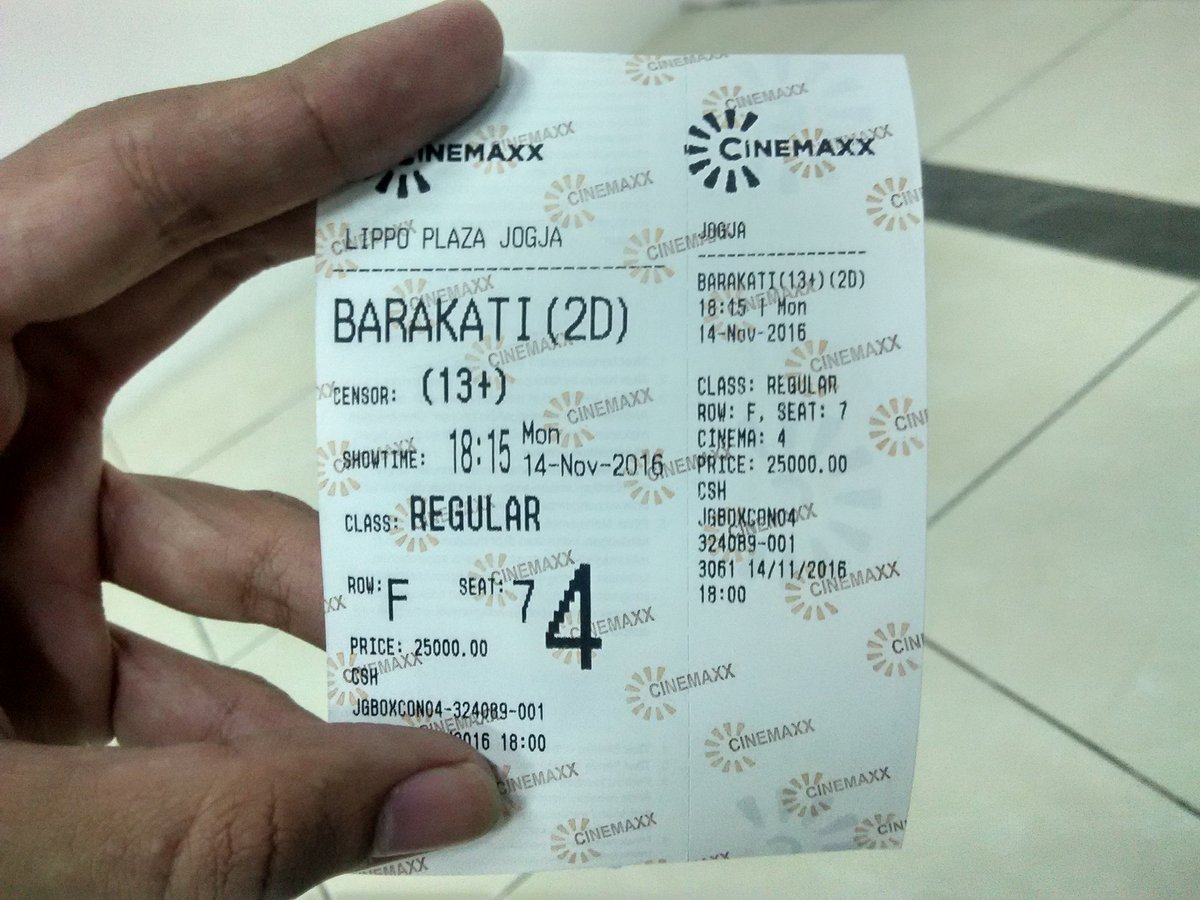 CINEMAXX
LIPPO PLAZA JOGJA
BARAKATI(2D)
CENSOR: (13+)
SHOWTIME: 18:15 Mon
14-Nov-2016
CLASS: REGULAR
ROW: F SEAT: 7 4
PRICE: 25000.00
CSH
JGBOXCON04-324089-001
2016 18:00
CINEMAXX
JOGJA
BARAKATI(13+)(2D)
18:15 | Mon
14-Nov-2016
CLASS: REGULAR
ROW: F, SEAT: 7
CINEMA: 4
PRICE: 25000.00
CSH
JGBOXCON04
324089-001
3061 14/11/2016
18:00